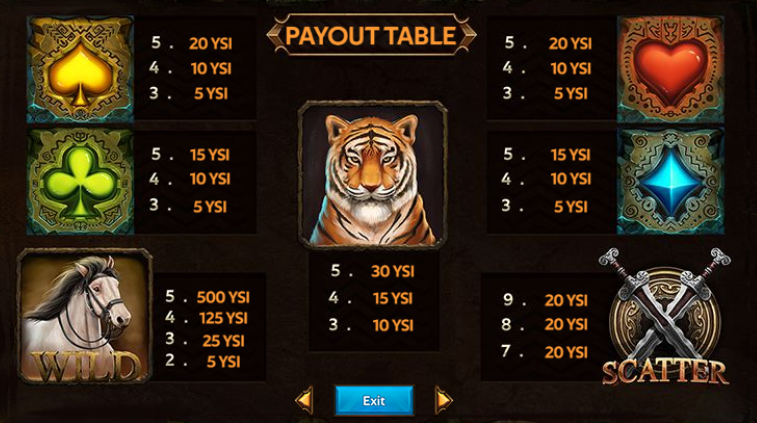 PAYOUT TABLE
5 . 20 YSI
4 . 10 YSI
3 . 5 YSI
5 . 20 YSI
4 . 10 YSI
3 . 5 YSI
5 . 15 YSI
4 . 10 YSI
3 . 5 YSI
5 . 15 YSI
4 . 10 YSI
3 . 5 YSI
WILD
5 . 500 YSI
4 . 125 YSI
3 . 25 YSI
2 . 5 YSI
5 . 30 YSI
4 . 15 YSI
3 . 10 YSI
9 . 20 YSI
8 . 20 YSI
7 . 20 YSI
SCATTER
Exit